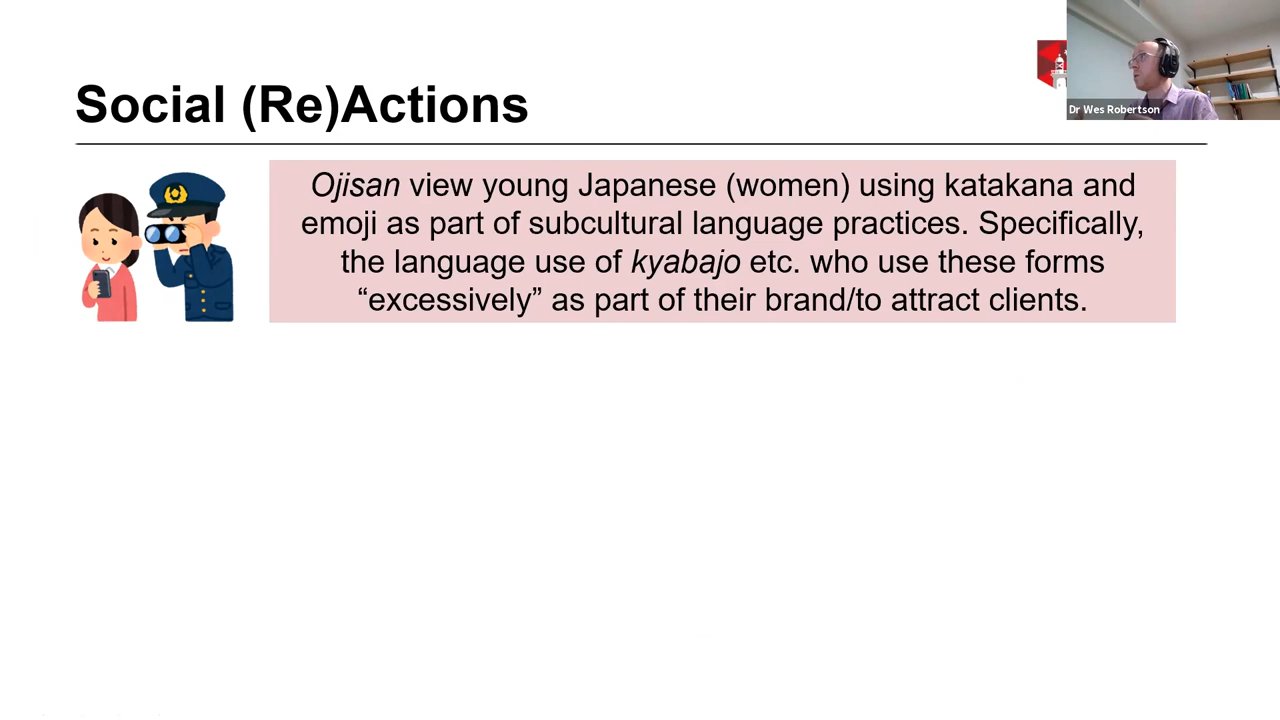 Dr Wes Robertson
Social (Re)Actions
Ojisan view young Japanese (women) using katakana and
emoji as part of subcultural language practices. Specifically,
the language use of kyabajo etc. who use these forms
“excessively” as part of their brand/to attract clients.